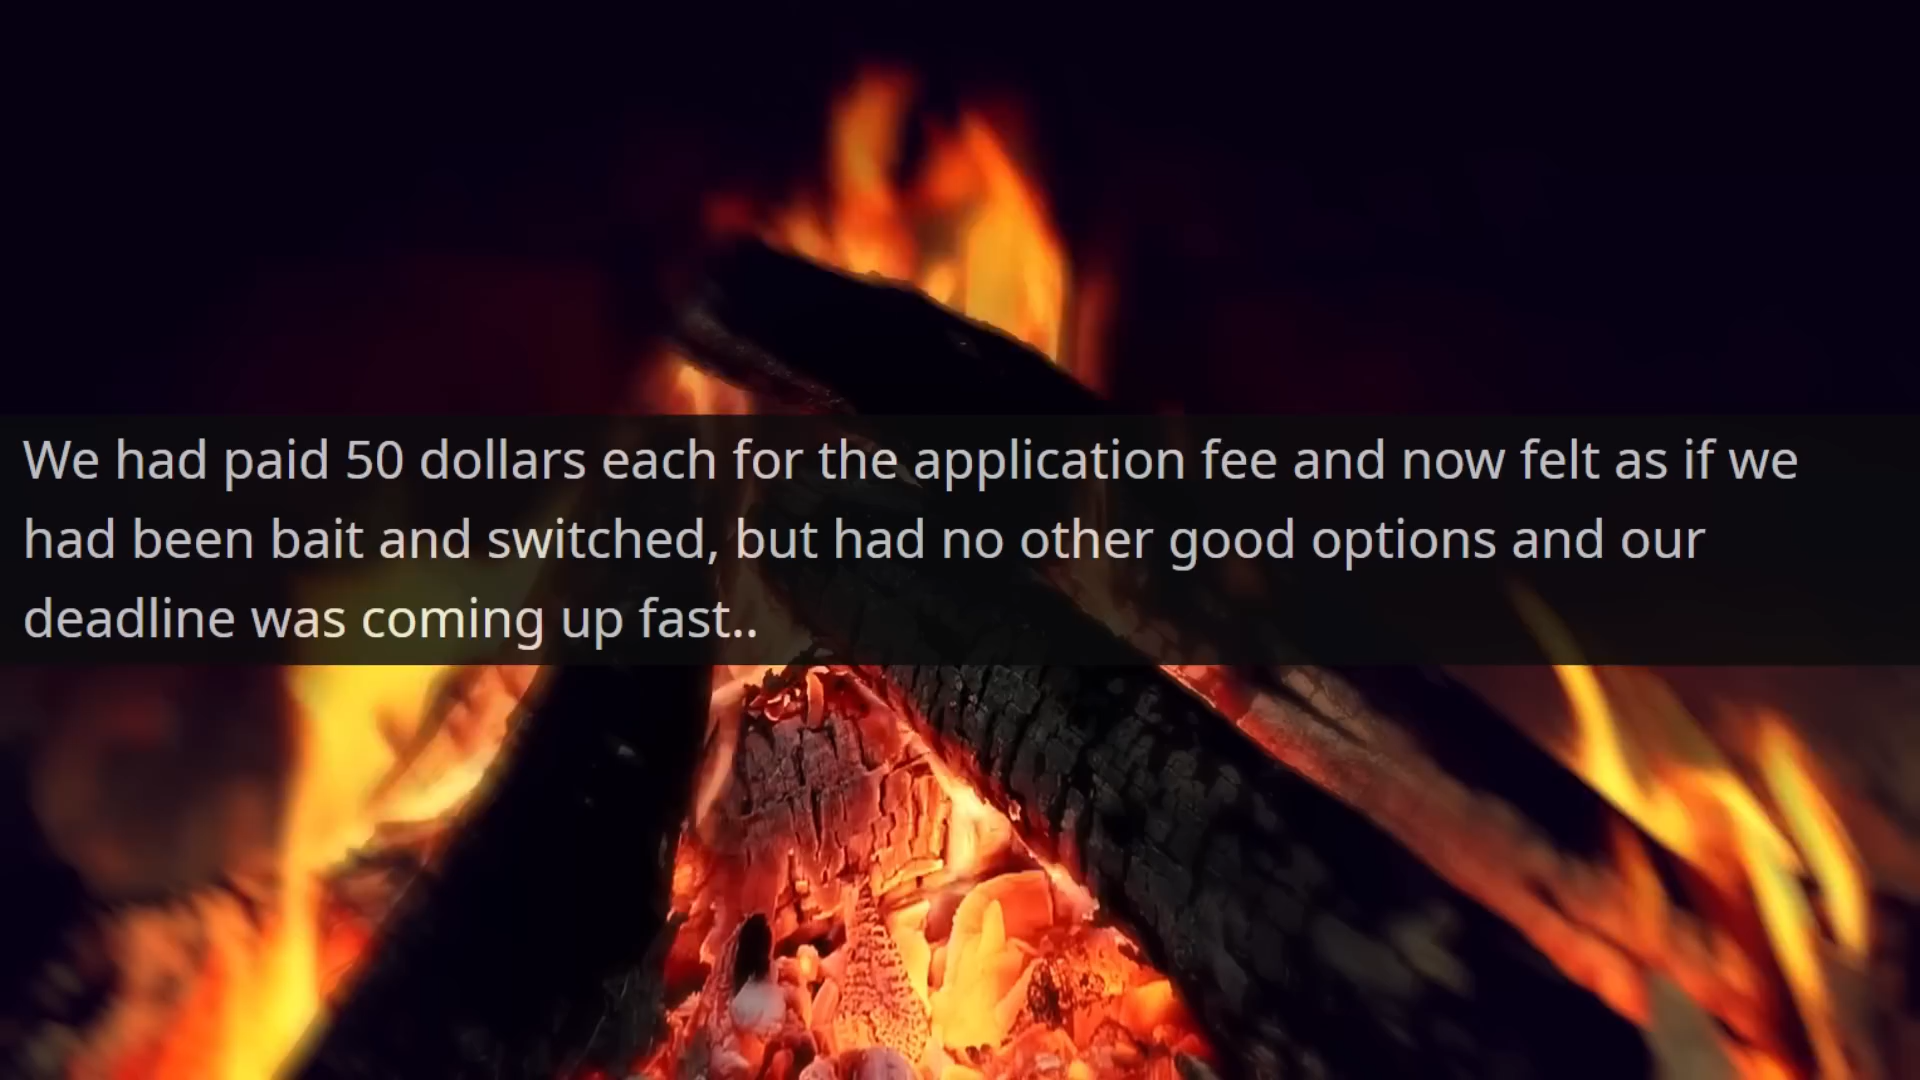 We had paid 50 dollars each for the application fee and now felt as if we
had been bait and switched, but had no other good options and our
deadline was coming up fast..